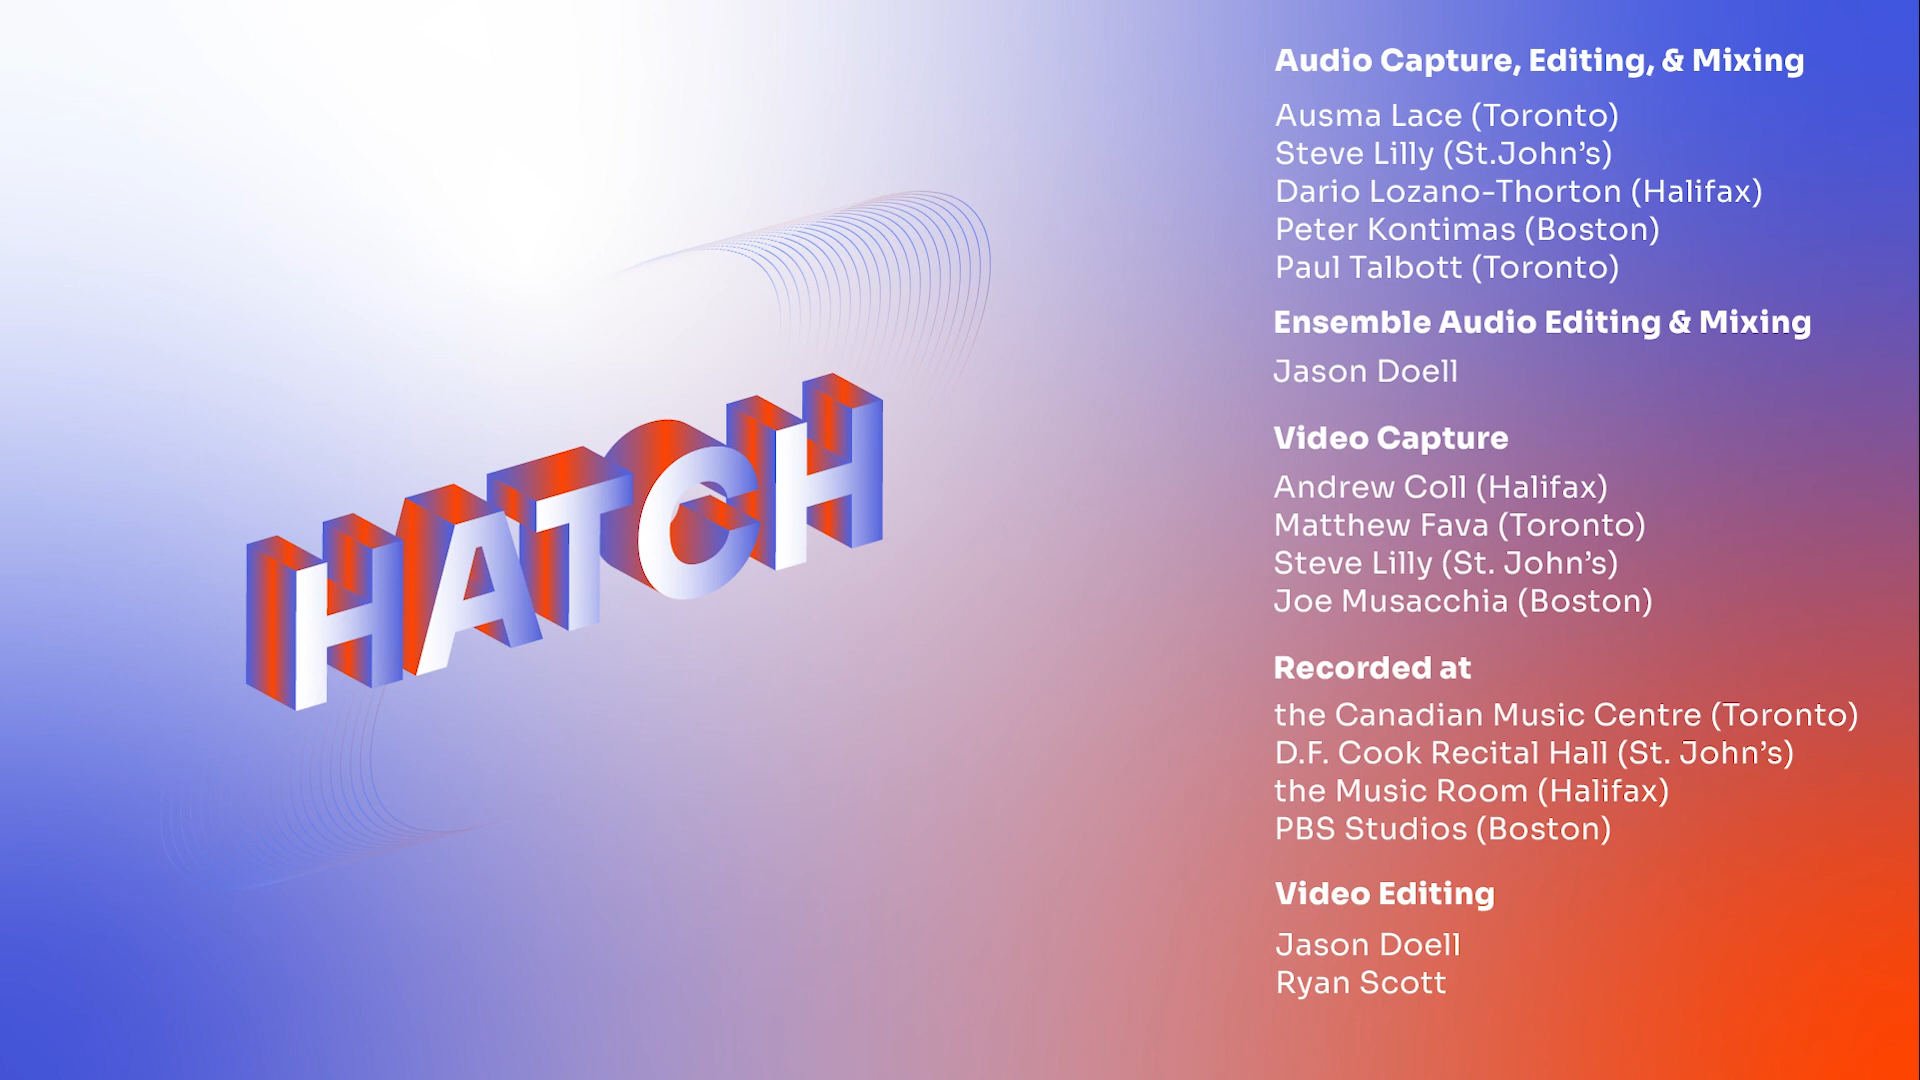 HATCH
Audio Capture, Editing, & Mixing
Ausma Lace (Toronto)
Steve Lilly (St.John's)
Dario Lozano-Thorton (Halifax)
Peter Kontimas (Boston)
Paul Talbott (Toronto)
Ensemble Audio Editing & Mixing
Jason Doell
Video Capture
Andrew Coll (Halifax)
Matthew Fava (Toronto)
Steve Lilly (St. John's)
Joe Musacchia (Boston)
Recorded at
the Canadian Music Centre (Toronto)
D.F. Cook Recital Hall (St. John's)
the Music Room (Halifax)
PBS Studios (Boston)
Video Editing
Jason Doell
Ryan Scott